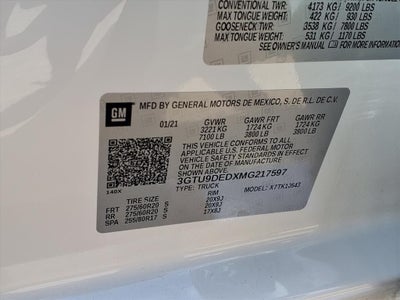 CONVENTIONAL TWR: 4173 KG/ 9200 LBS
MAX TONGUE WT: 422 KG/ 930 LBS
GOOSENECK TWR: 3538 KG/ 7800 LBS
MAX TONGUE WT: 531 KG/ 1170 LBS
SEE OWNER'S MANUAL FOR MORE INFORMATION
GM
MFD BY GENERAL MOTORS DE MEXICO, S. DE R.L. DE C.V.
01/21 GVWR GAWR FRT GAWR RR
3221 KG 1724 KG 1724 KG
7100 LB 3800 LB 3800 LB
THIS VEHICLE CONFORMS TO ALL APPLICABLE
U.S. FEDERAL MOTOR VEHICLE SAFETY
STANDARDS IN EFFECT ON THE DATE OF
MANUFACTURE SHOWN ABOVE.
3GTU9DEDXMG217597
TYPE: TRUCK
140X
TIRE SIZE RIM
FRT 275/60R20 S 20X9J
RR 275/60R20 S 20X9J
SP 255/80R17 S 17X8J